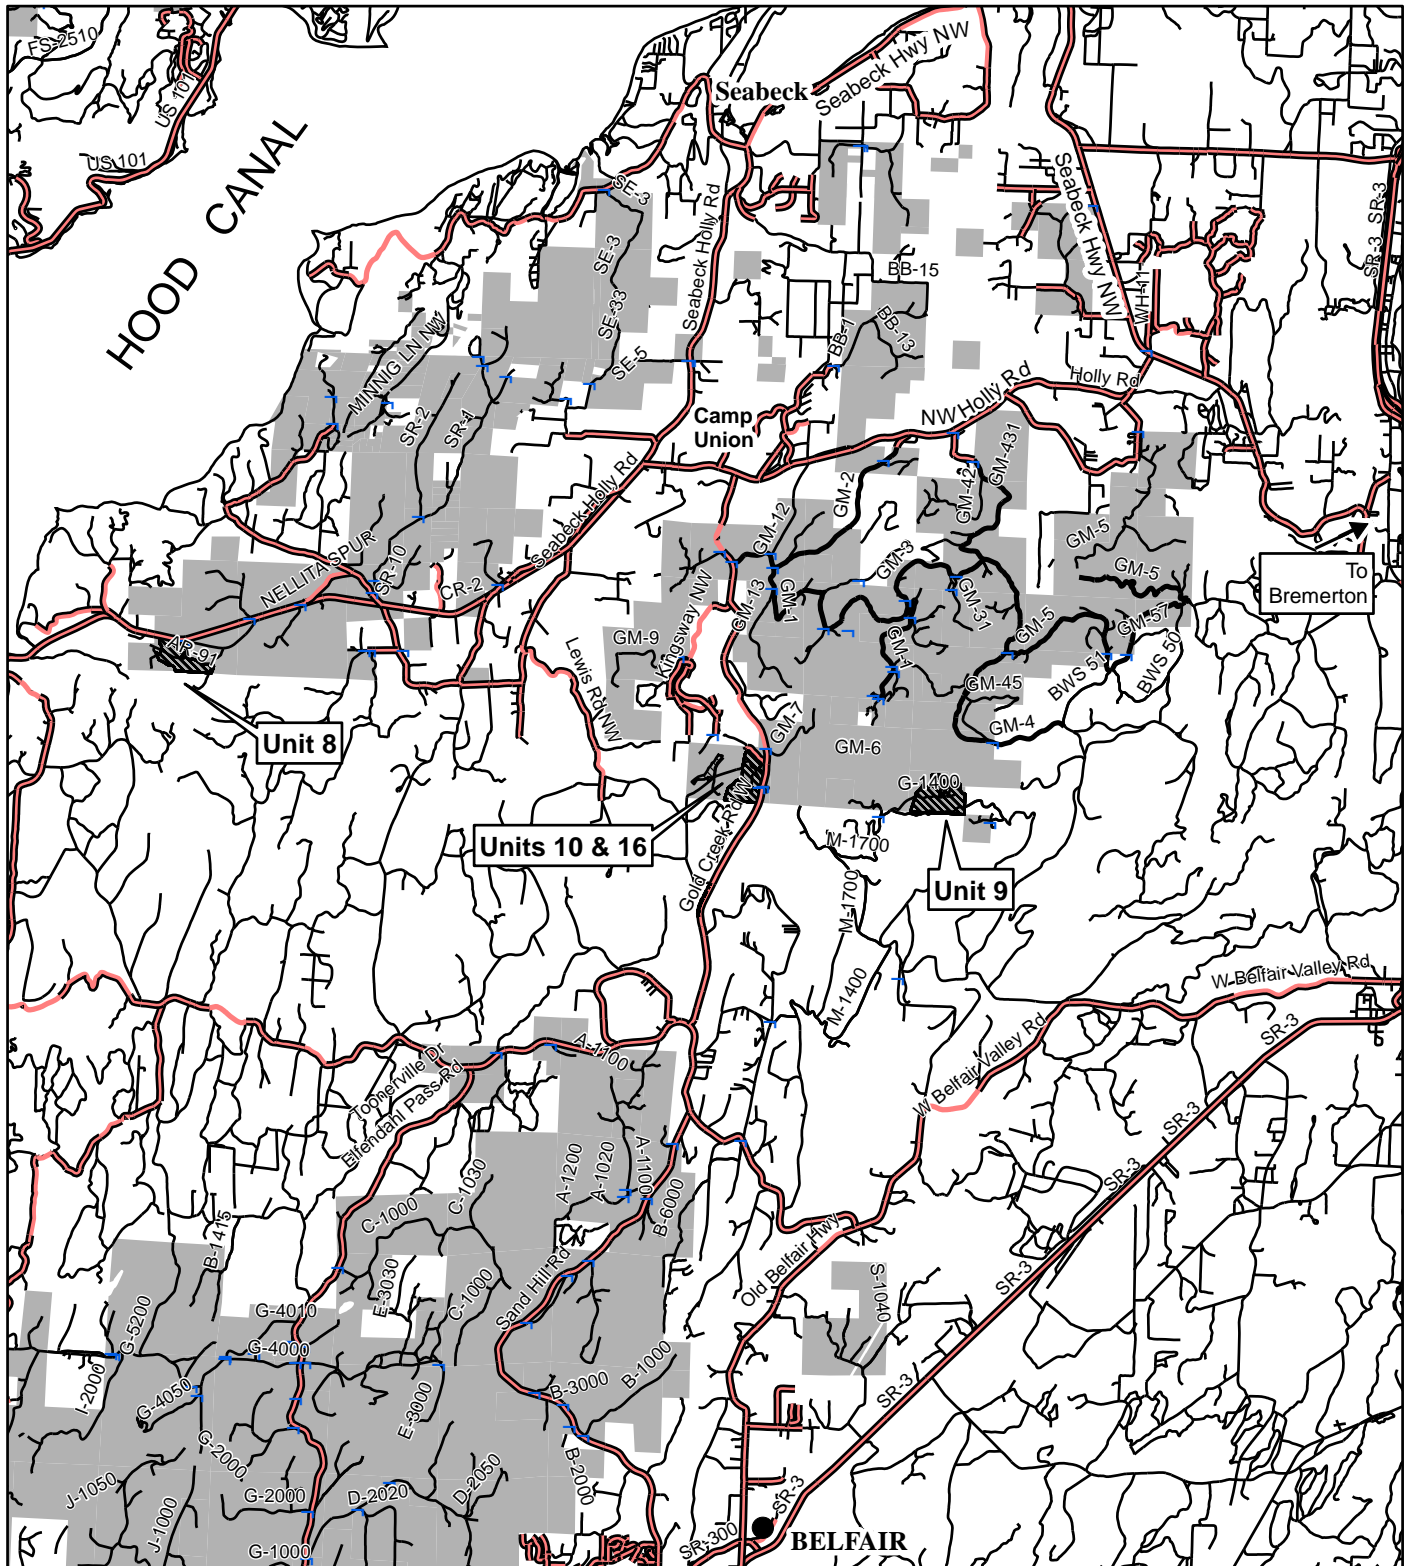 FS-2510
US 101
US 101
HOOD CANAL
Seabeck
Seabeck Hwy NW
Seabeck Hwy NW
SR-3
SR-3
SE-3
SE-3
SE-33
SE-5
Seabeck Holly Rd
BB-15
BB-13
BB-1
WH-11
MINNIG LN NW
SR-2
SR-1
Camp
Union
NW Holly Rd
Holly Rd
GM-431
GM-42
GM-2
GM-12
GM-3
GM-5
GM-5
To
Bremerton
Seabeck Holly Rd
NELLITA SPUR
SR-10
CR-2
GM-13
GM-1
GM-31
GM-57
GM-5
BWS 50
BWS 51
AR-91
GM-9
Kingsway NW
Lewis Rd NW
GM-1
GM-45
GM-4
GM-7
GM-6
Unit 8
G-1400
Units 10 & 16
Gold Creek Rd NW
M-1700
M-1700
Unit 9
M-1400
W Belfair Valley Rd
W Belfair Valley Rd
SR-3
A-1100
Toonerville Dr
Elfendahl Pass Rd
SR-3
SR-3
C-1030
A-1200
A-1020
A-1100
B-6000
C-1000
B-1415
E-3030
C-1000
Sand Hill Rd
Old Belfair Hwy
S-1040
SR-3
G-5200
G-4010
G-4000
I-2000
G-4050
E-3000
B-3000
B-1000
SR-3
G-2000
J-1050
J-1000
G-2000
D-2020
D-2050
B-2000
G-1000
SR-300
SR-3
BELFAIR